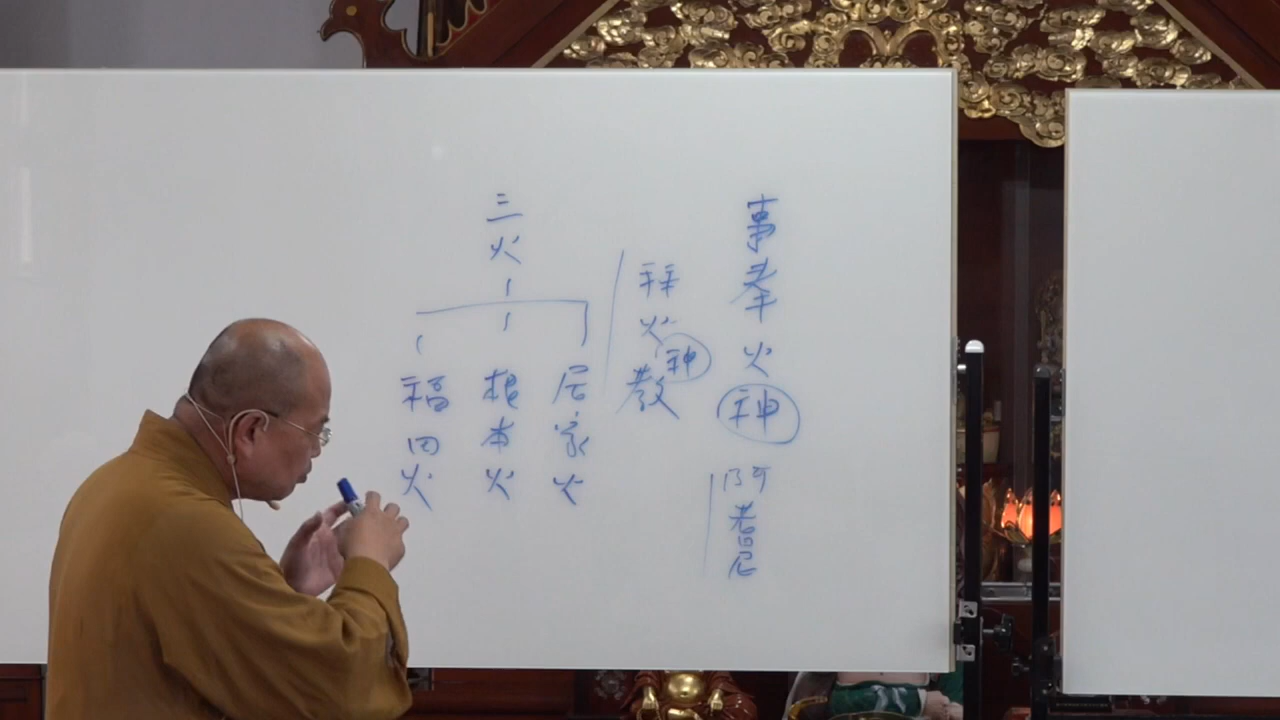 事奉火神
阿耆尼
拜火神教
三火
居家火
根本火
福田火